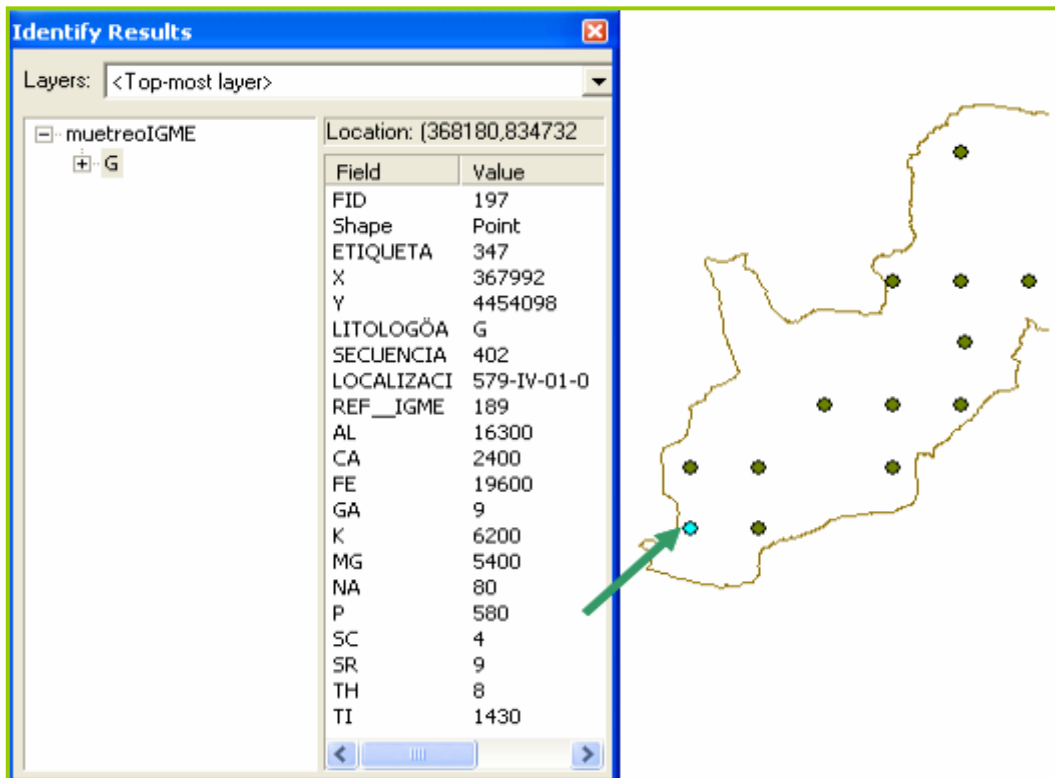 Identify Results
Layers: <Top-most layer>
muetreoIGME
G
Location: (368180,834732
Field Value
FID 197
Shape Point
ETIQUETA 347
X 367992
Y 4454098
LITOLOGÖA G
SECUENCIA 402
LOCALIZACI 579-IV-01-0
REF__IGME 189
AL 16300
CA 2400
FE 19600
GA 9
K 6200
MG 5400
NA 80
P 580
SC 4
SR 9
TH 8
TI 1430